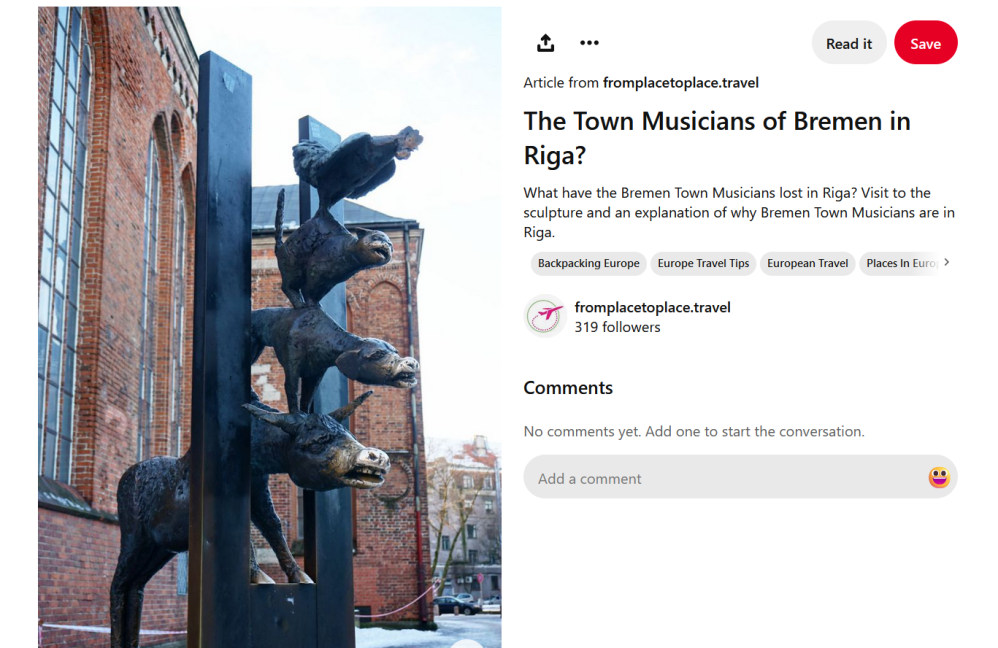 Read it
Save
Article from fromplacetoplace.travel
The Town Musicians of Bremen in
Riga?
What have the Bremen Town Musicians lost in Riga? Visit to the
sculpture and an explanation of why Bremen Town Musicians are in
Riga.
Backpacking Europe
Europe Travel Tips
European Travel
Places In Euro
fromplacetoplace.travel
319 followers
Comments
No comments yet. Add one to start the conversation.
Add a comment